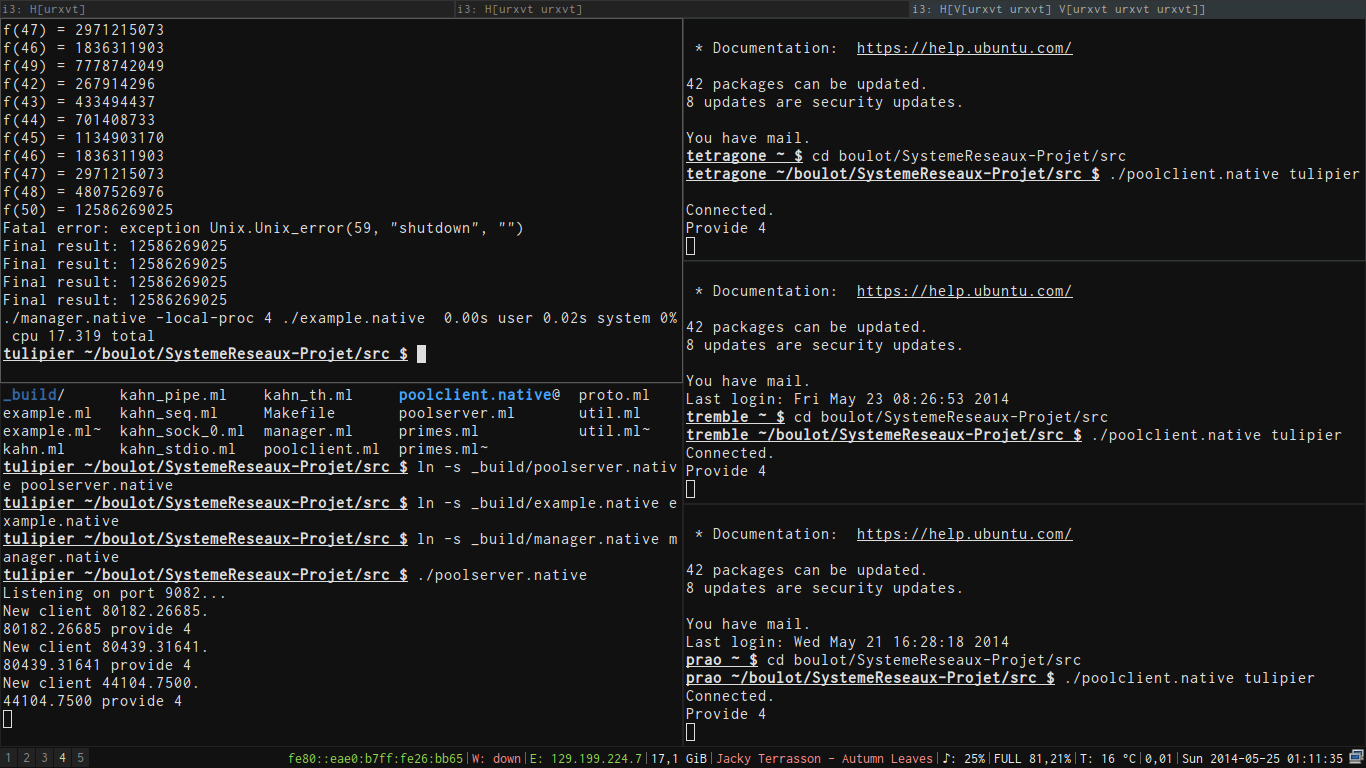 i3: H[urxvt]
i3: H[urxvt urxvt]
i3: H[V[urxvt urxvt] V[urxvt urxvt urxvt]]
f(47) = 2971215073
f(46) = 1836311903
f(49) = 7778742049
f(42) = 267914296
f(43) = 433494437
f(44) = 701408733
f(45) = 1134903170
f(46) = 1836311903
f(47) = 2971215073
f(48) = 4807526976
f(50) = 12586269025
Fatal error: exception Unix.Unix_error(59, "shutdown", "")
Final result: 12586269025
Final result: 12586269025
Final result: 12586269025
Final result: 12586269025
./manager.native -local-proc 4 ./example.native  0.00s user 0.02s system 0%
 cpu 17.319 total
tulipier ~/boulot/SystemeReseaux-Projet/src $
_build/      kahn_pipe.ml    kahn_th.ml     poolclient.native@  proto.ml
example.ml   kahn_seq.ml     Makefile       poolserver.ml       util.ml
example.ml~  kahn_sock_0.ml  manager.ml     primes.ml           util.ml~
kahn.ml      kahn_stdio.ml   poolclient.ml  primes.ml~
tulipier ~/boulot/SystemeReseaux-Projet/src $ ln -s _build/poolserver.nativ
e poolserver.native
tulipier ~/boulot/SystemeReseaux-Projet/src $ ln -s _build/example.native e
xample.native
tulipier ~/boulot/SystemeReseaux-Projet/src $ ln -s _build/manager.native m
anager.native
tulipier ~/boulot/SystemeReseaux-Projet/src $ ./poolserver.native
Listening on port 9082...
New client 80182.26685.
80182.26685 provide 4
New client 80439.31641.
80439.31641 provide 4
New client 44104.7500.
44104.7500 provide 4
 * Documentation:  https://help.ubuntu.com/
42 packages can be updated.
8 updates are security updates.
You have mail.
tetragone ~ $ cd boulot/SystemeReseaux-Projet/src
tetragone ~/boulot/SystemeReseaux-Projet/src $ ./poolclient.native tulipier
Connected.
Provide 4
 * Documentation:  https://help.ubuntu.com/
42 packages can be updated.
8 updates are security updates.
You have mail.
Last login: Fri May 23 08:26:53 2014
tremble ~ $ cd boulot/SystemeReseaux-Projet/src
tremble ~/boulot/SystemeReseaux-Projet/src $ ./poolclient.native tulipier
Connected.
Provide 4
 * Documentation:  https://help.ubuntu.com/
42 packages can be updated.
8 updates are security updates.
You have mail.
Last login: Wed May 21 16:28:18 2014
prao ~ $ cd boulot/SystemeReseaux-Projet/src
prao ~/boulot/SystemeReseaux-Projet/src $ ./poolclient.native tulipier
Connected.
Provide 4
1 2 3 4 5
fe80::eae0:b7ff:fe26:bb65|W: down|E: 129.199.224.7|17,1 GiB|Jacky Terrasson - Autumn Leaves|♪: 25%|FULL 81,21%|T: 16 °C|0,01|Sun 2014-05-25 01:11:35